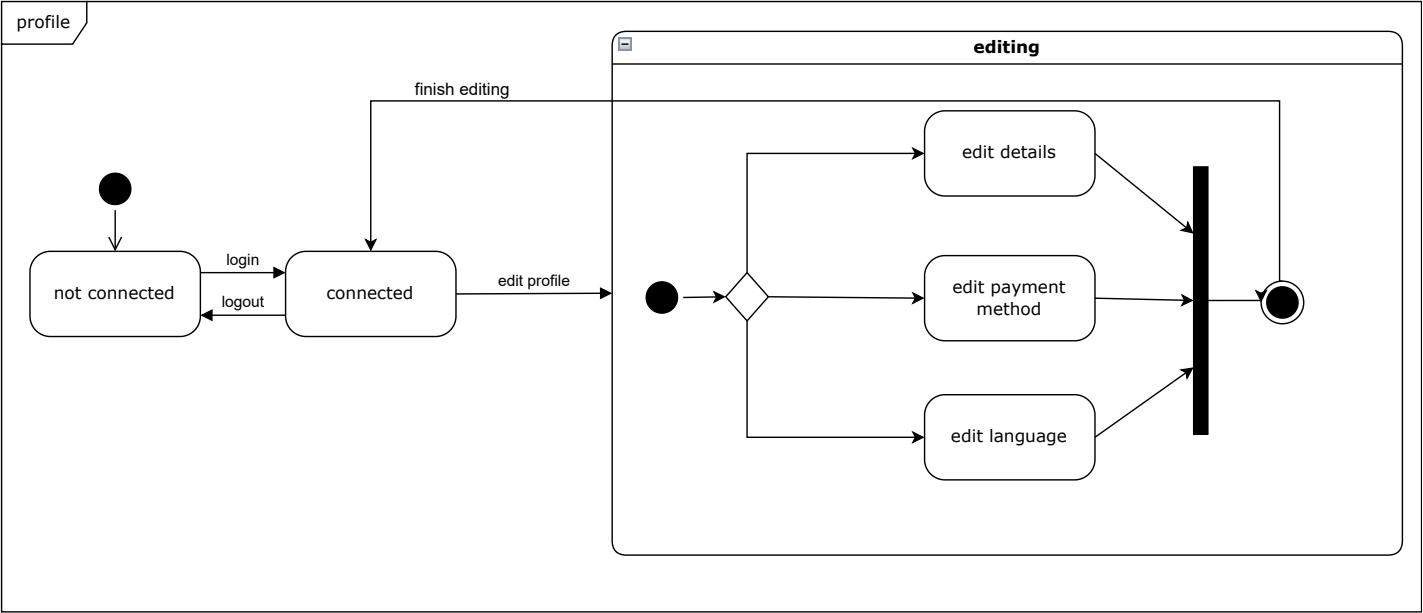 profile
editing
finish editing
edit details
login
not connected
connected
logout
edit profile
edit payment
method
edit language